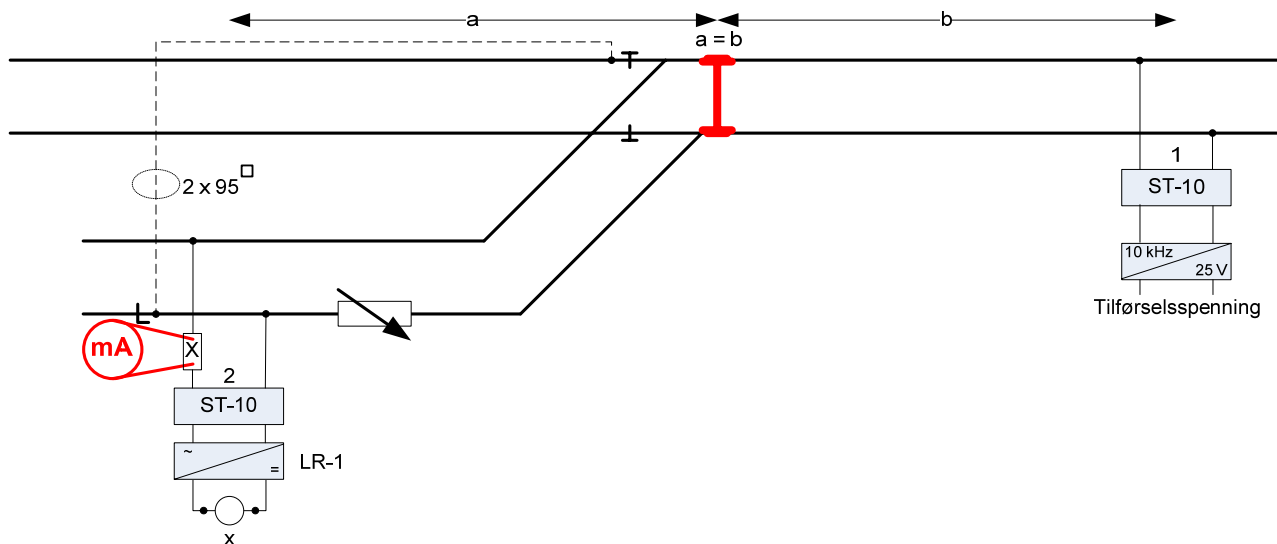 a
b
a = b
2 x 95
1
ST-10
10 kHz
25 V
Tilførselsspenning
mA
X
2
ST-10
~
=
LR-1
x